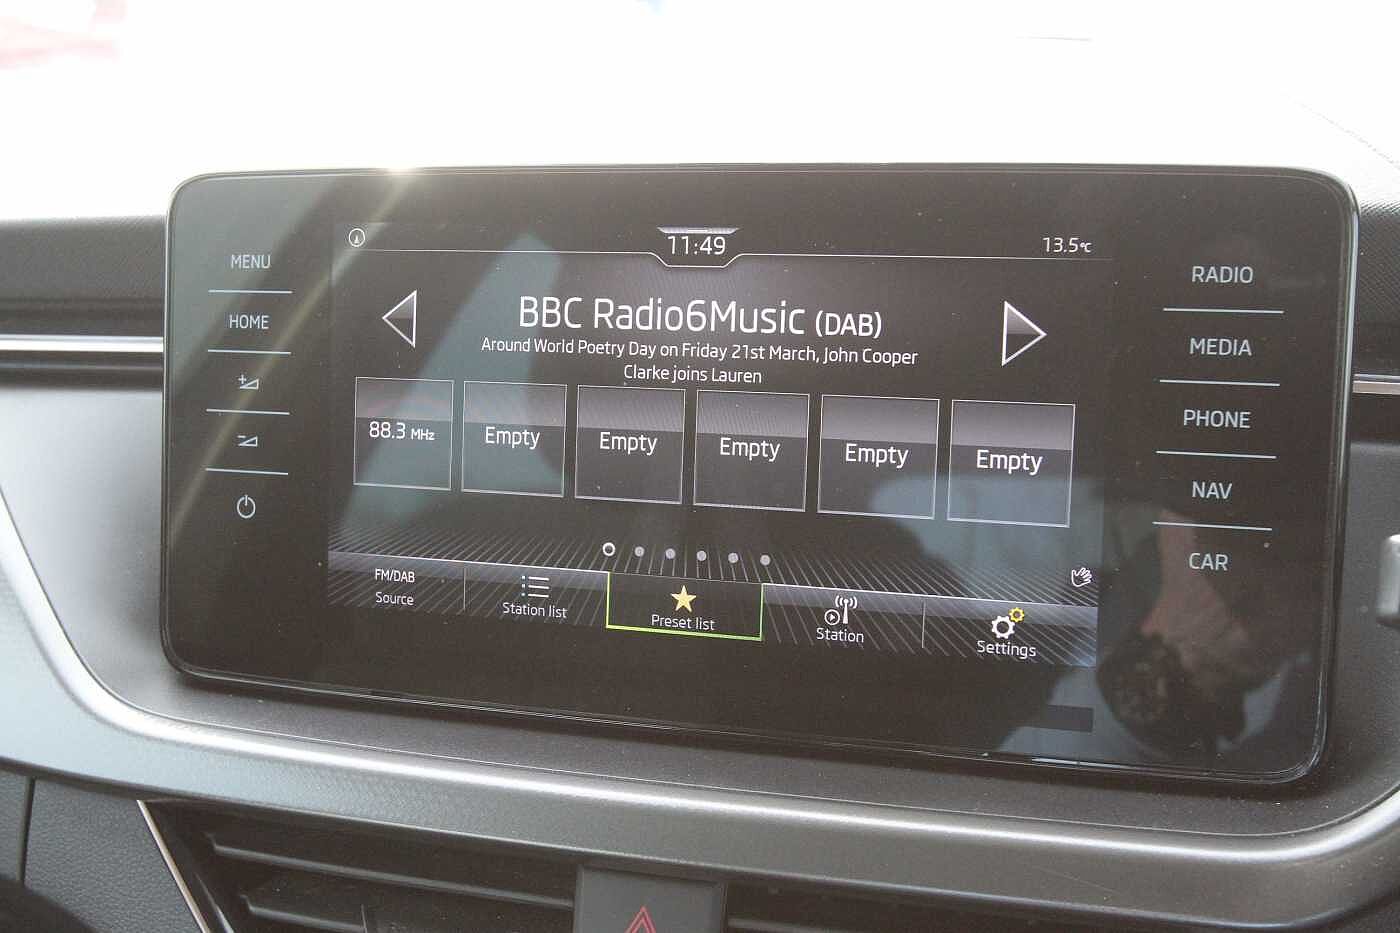 MENU
HOME
11:49
13.5°C
BBC Radio6Music (DAB)
Around World Poetry Day on Friday 21st March, John Cooper
Clarke joins Lauren
88.3 MHz
Empty
Empty
Empty
Empty
Empty
FM/DAB
Source
Station list
Preset list
Station
Settings
RADIO
MEDIA
PHONE
NAV
CAR